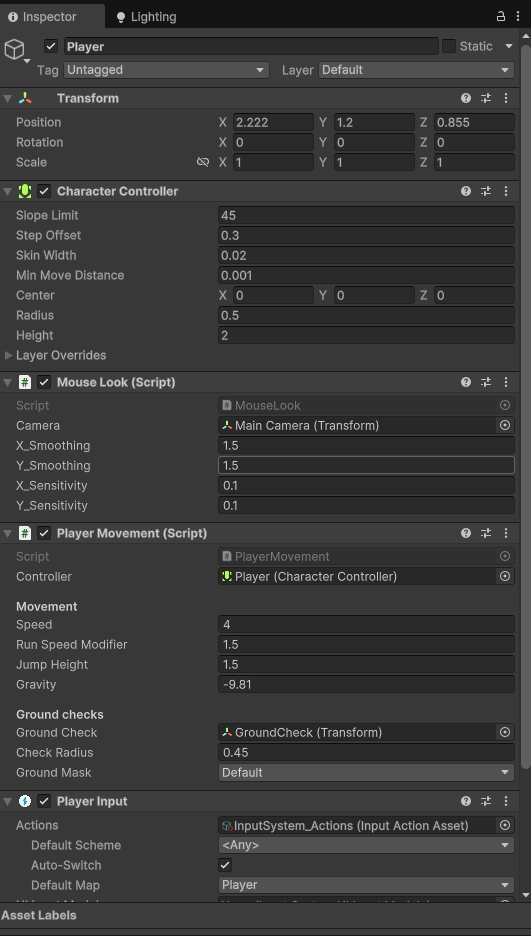 Inspector Lighting
Player Static
Tag Untagged Layer Default
Transform
Position X 2.222 Y 1.2 Z 0.855
Rotation X 0 Y 0 Z 0
Scale X 1 Y 1 Z 1
# Character Controller
Slope Limit 45
Step Offset 0.3
Skin Width 0.02
Min Move Distance 0.001
Center X 0 Y 0 Z 0
Radius 0.5
Height 2
Layer Overrides
# Mouse Look (Script)
Script # MouseLook
Camera Main Camera (Transform)
X_Smoothing 1.5
Y_Smoothing 1.5
X_Sensitivity 0.1
Y_Sensitivity 0.1
# Player Movement (Script)
Script # PlayerMovement
Controller Player (Character Controller)
Movement
Speed 4
Run Speed Modifier 1.5
Jump Height 1.5
Gravity -9.81
Ground checks
Ground Check GroundCheck (Transform)
Check Radius 0.45
Ground Mask Default
Player Input
Actions InputSystem_Actions (Input Action Asset)
Default Scheme <Any>
Auto-Switch
Default Map Player
Asset Labels